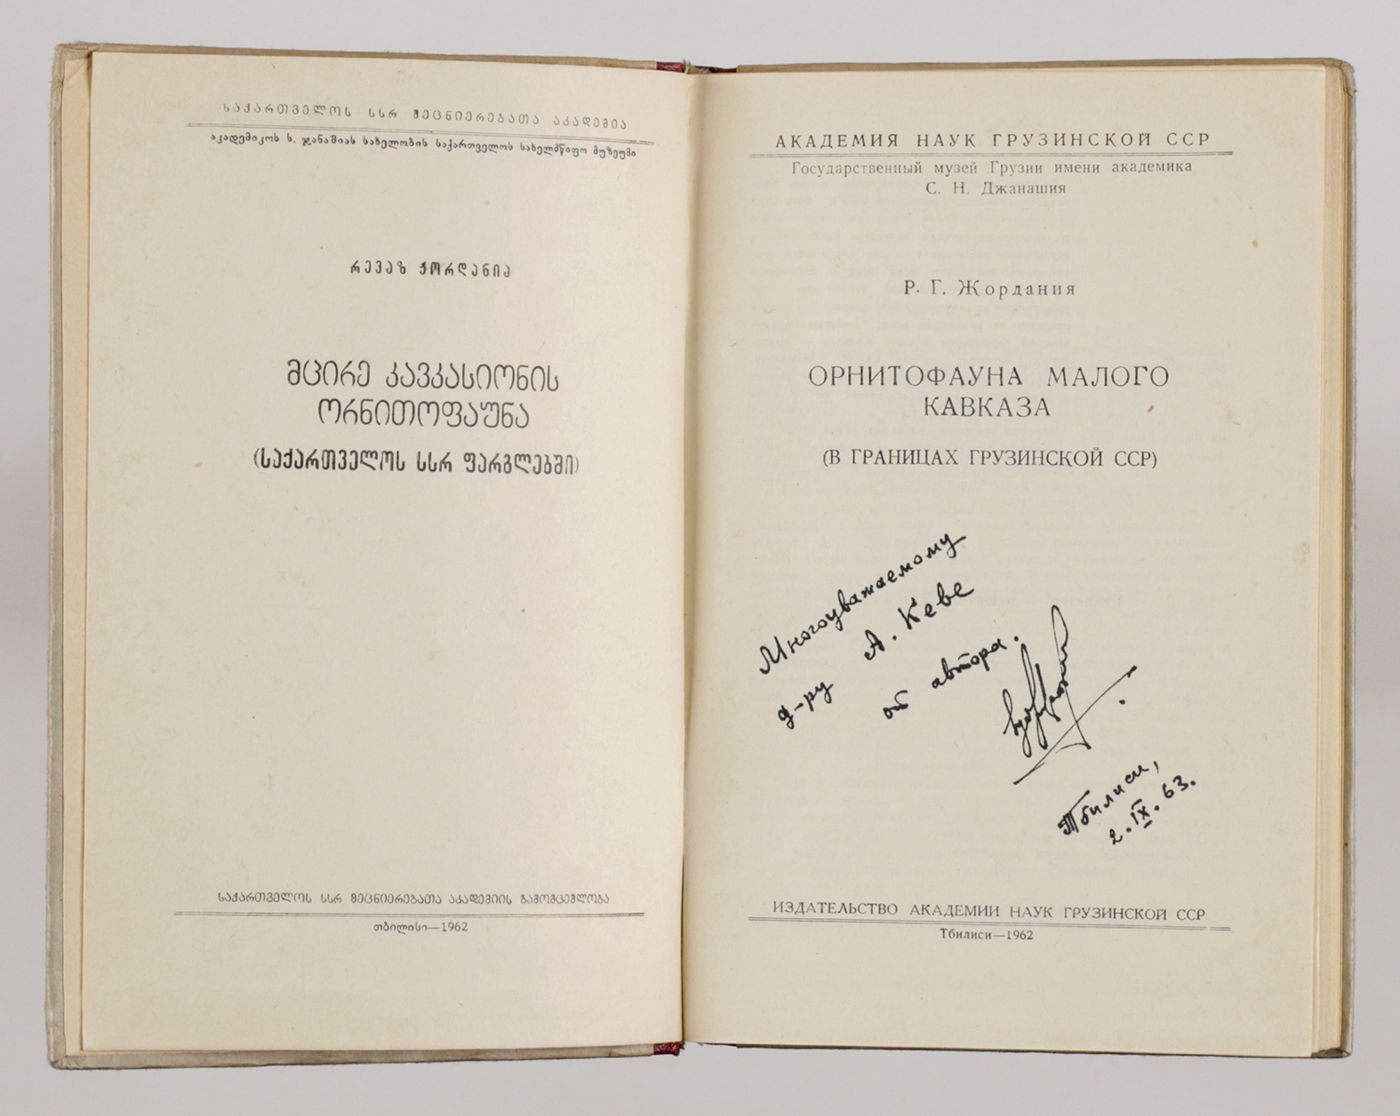 საქართველოს სსრ მეცნიერებათა აკადემია
აკადემიკოს ს. ჯანაშიას სახელობის საქართველოს სახელმწიფო მუზეუმი
რევაზ ჟორდანია
მცირე კავკასიონის
ორნითოფაუნა
(საქართველოს სსრ ფარგლებში)
საქართველოს სსრ მეცნიერებათა აკადემიის გამომცემლობა
თბილისი—1962
АКАДЕМИЯ НАУК ГРУЗИНСКОЙ ССР
Государственный музей Грузии имени академика
С. Н. Джанашия
Р. Г. Жордания
ОРНИТОФАУНА МАЛОГО
КАВКАЗА
(В ГРАНИЦАХ ГРУЗИНСКОЙ ССР)
Многоуважаемому
д-ру А. Кеве
от автора.
Тбилиси,
2.IX.63.
ИЗДАТЕЛЬСТВО АКАДЕМИИ НАУК ГРУЗИНСКОЙ ССР
Тбилиси—1962